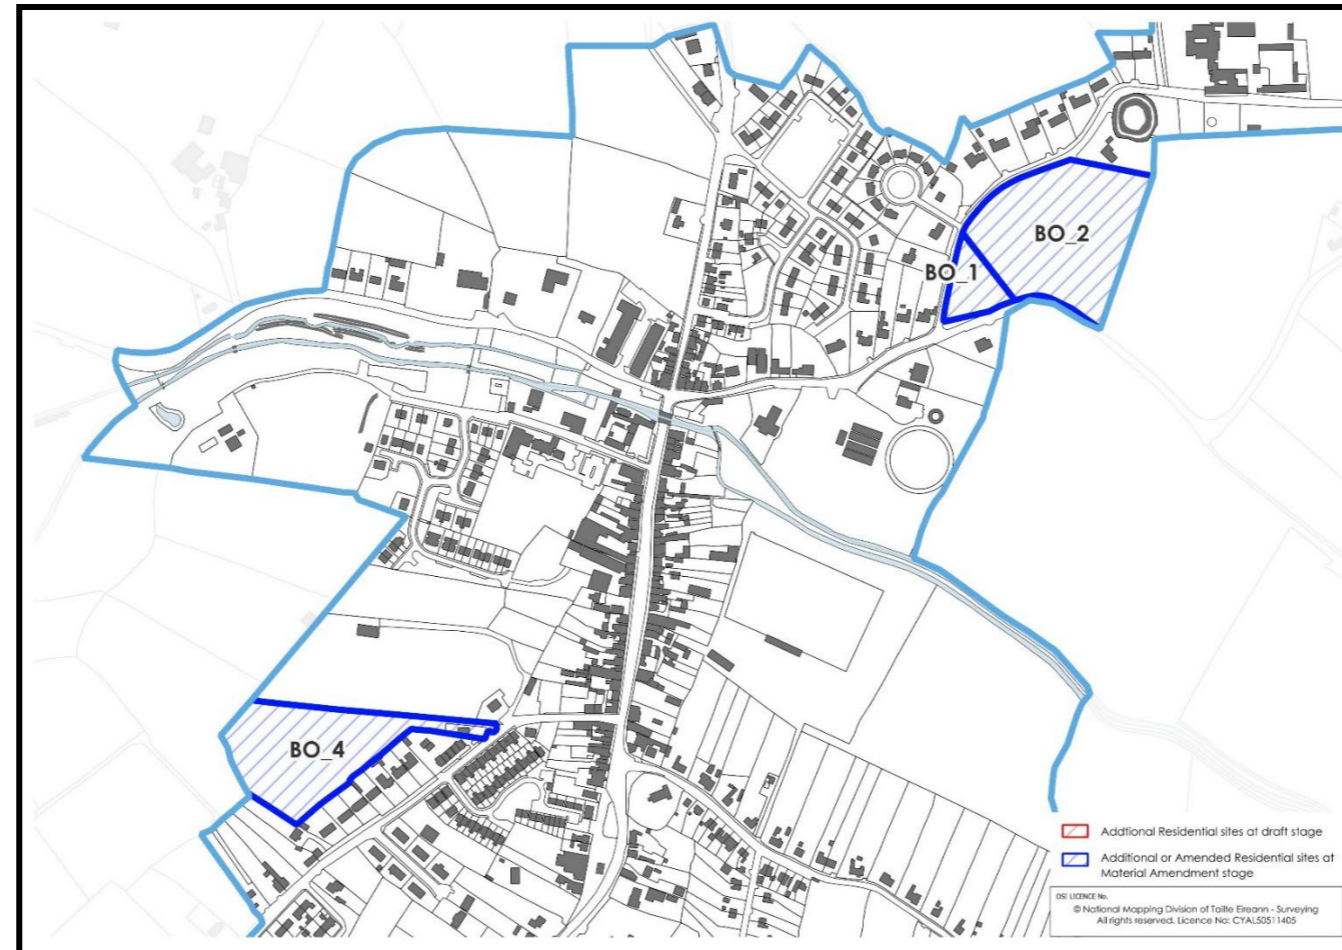 BO_2
BO_1
BO_4
Addtional Residential sites at draft stage
Additional or Amended Residential sites at
Material Amendment stage
OSI LICENCE No.
© National Mapping Division of Tailte Eireann - Surveying
All rights reserved. Licence No: CYAL50511405